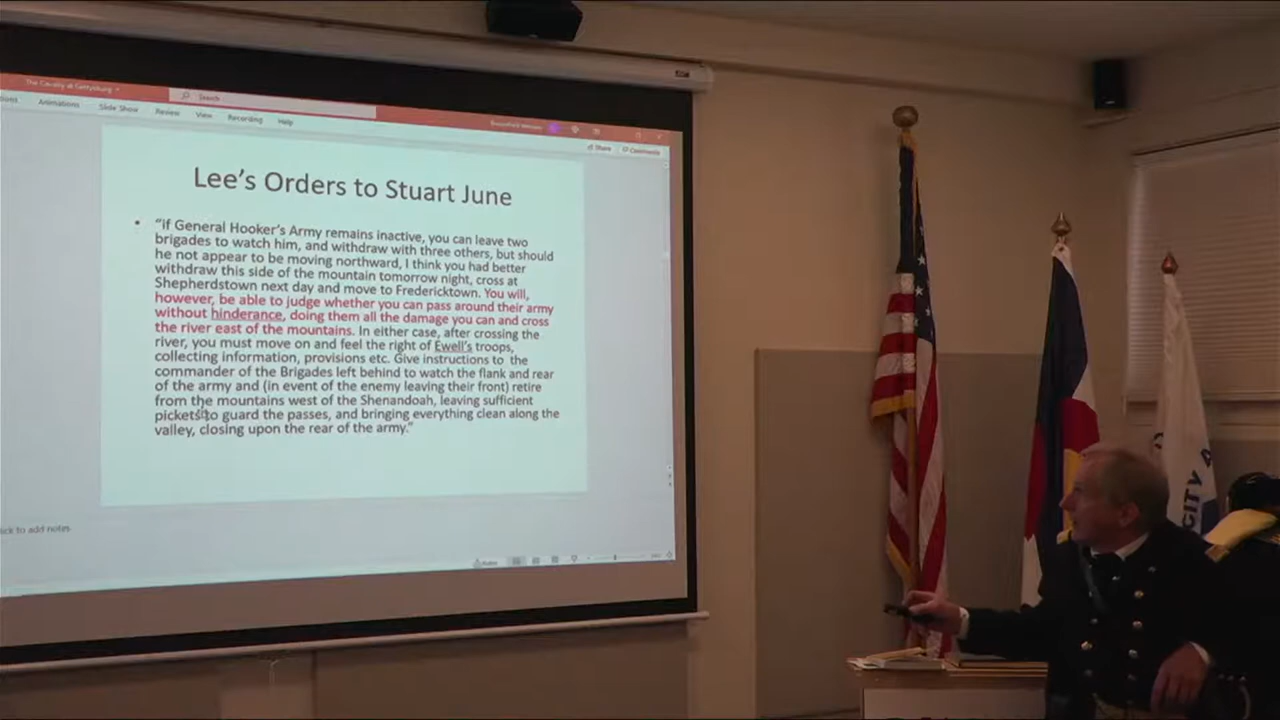 The Cavalry at Gettysburg
Search
Animations Slide Show Review View Recording Help
Share Comments
Lee's Orders to Stuart June
• "If General Hooker's Army remains inactive, you can leave two
brigades to watch him, and withdraw with three others, but should
he not appear to be moving northward, I think you had better
withdraw this side of the mountain tomorrow night, cross at
Shepherdstown next day and move to Fredericktown. You will,
however, be able to judge whether you can pass around their army
without hinderance, doing them all the damage you can and cross
the river east of the mountains. In either case, after crossing the
river, you must move on and feel the right of Ewell's troops,
collecting information, provisions etc. Give instructions to the
commander of the Brigades left behind to watch the flank and rear
of the army and (in event of the enemy leaving their front) retire
from the mountains west of the Shenandoah, leaving sufficient
pickets to guard the passes, and bringing everything clean along the
valley, closing upon the rear of the army."
to add notes
Notes
CITY